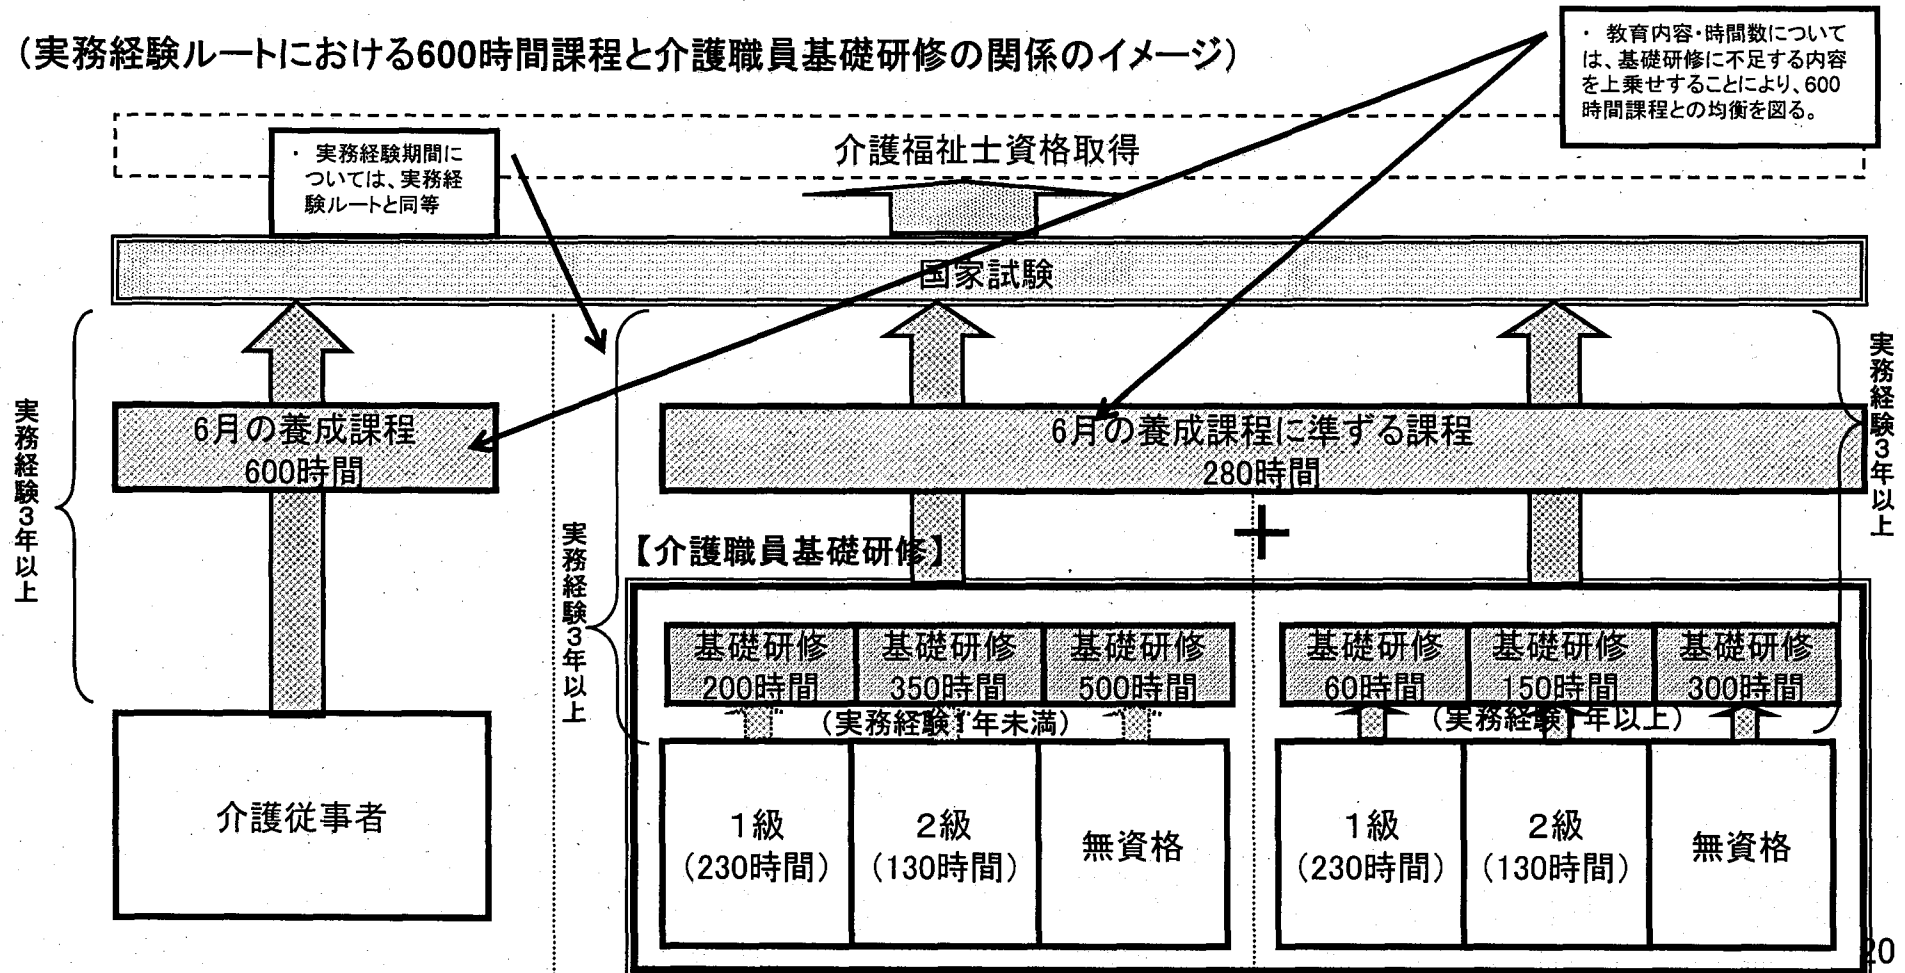 （実務経験ルートにおける600時間課程と介護職員基礎研修の関係のイメージ）
・ 教育内容・時間数について
は、基礎研修に不足する内容
を上乗せすることにより、600
時間課程との均衡を図る。
介護福祉士資格取得
・ 実務経験期間に
ついては、実務経
験ルートと同等
国家試験
実務経験３年以上
6月の養成課程
600時間
実務経験３年以上
6月の養成課程に準ずる課程
280時間
実務経験３年以上
＋
【介護職員基礎研修】
基礎研修
200時間
基礎研修
350時間
基礎研修
500時間
基礎研修
60時間
基礎研修
150時間
基礎研修
300時間
（実務経験1年未満）
（実務経験1年以上）
介護従事者
１級
（230時間）
２級
（130時間）
無資格
１級
（230時間）
２級
（130時間）
無資格
20